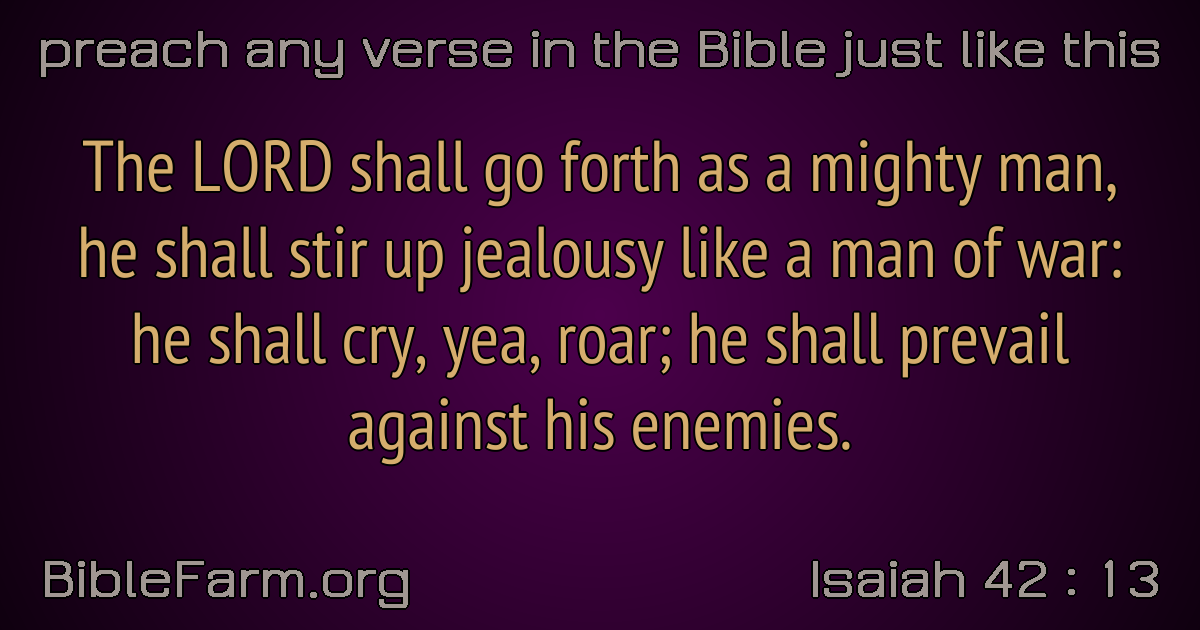 preach any verse in the Bible just like this
The LORD shall go forth as a mighty man,
he shall stir up jealousy like a man of war:
he shall cry, yea, roar; he shall prevail
against his enemies.
BibleFarm.org
Isaiah 42 : 13